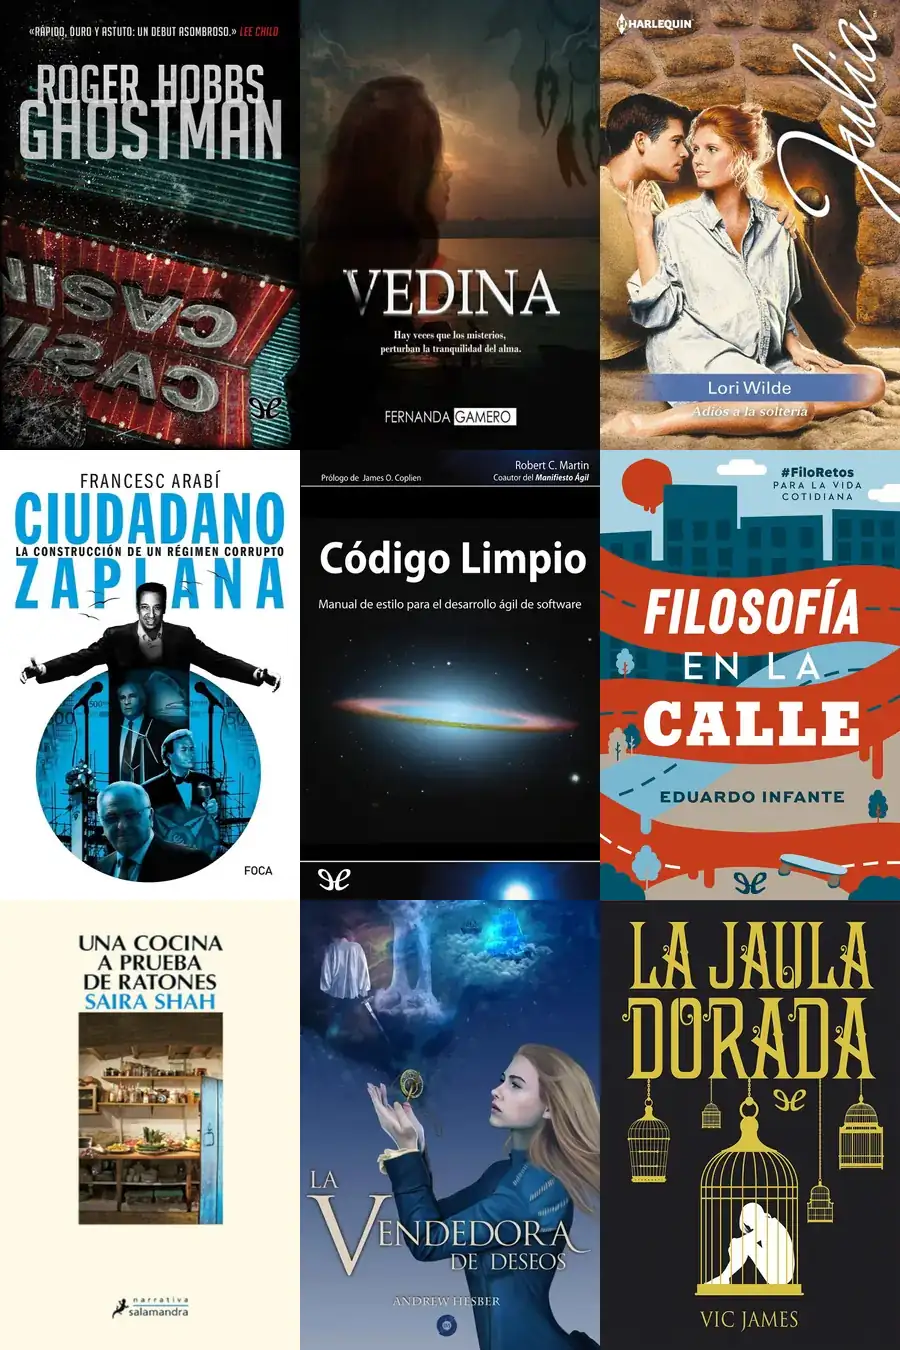 «RÁPIDO, DURO Y ASTUTO: UN DEBUT ASOMBROSO.» LEE CHILD
ROGER HOBBS
GHOSTMAN
CASINO
CASI
VEDINA
Hay veces que los misterios,
perturban la tranquilidad del alma.
FERNANDA GAMERO
HARLEQUIN
Julia
Lori Wilde
Adiós a la soltería
FRANCESC ARABÍ
CIUDADANO
LA CONSTRUCCIÓN DE UN RÉGIMEN CORRUPTO
ZAPLANA
FOCA
Robert C. Martin
Prólogo de James O. Coplien
Coautor del Manifiesto Ágil
Código Limpio
Manual de estilo para el desarrollo ágil de software
#FiloRetos
PARA LA VIDA
COTIDIANA
FILOSOFÍA
EN LA
CALLE
EDUARDO INFANTE
UNA COCINA
A PRUEBA
DE RATONES
SAIRA SHAH
narrativa
salamandra
LA
VENDEDORA
DE DESEOS
ANDREW HESBER
LA JAULA
DORADA
VIC JAMES